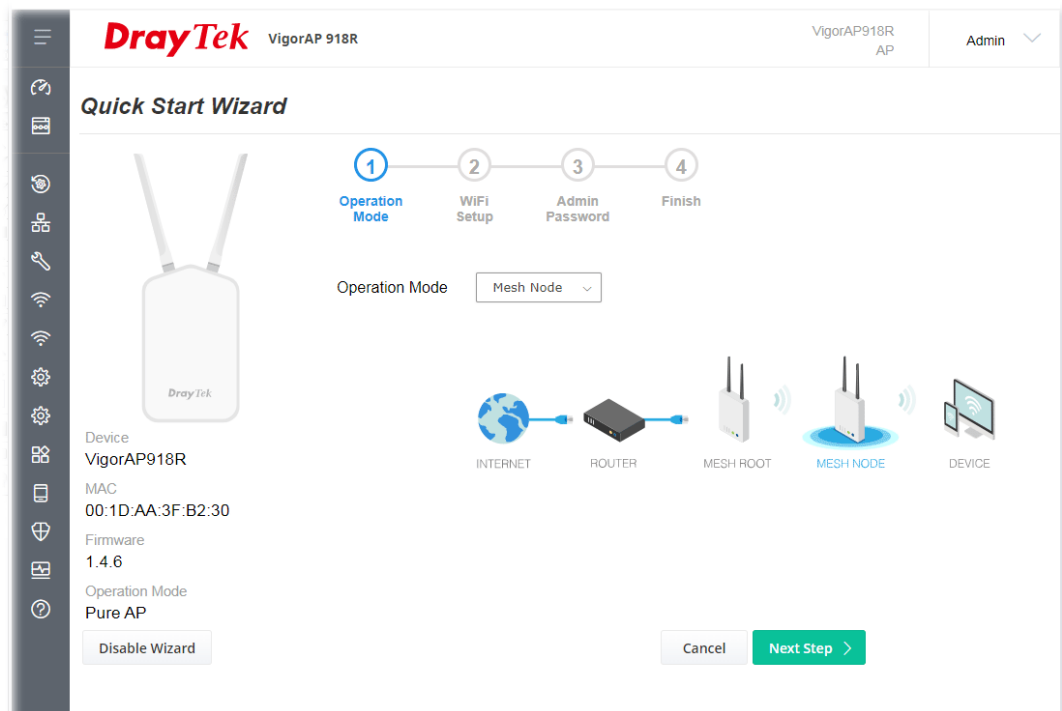 DrayTek VigorAP 918R
VigorAP918R
AP
Admin
Quick Start Wizard
1
2
3
4
Operation
Mode
WiFi
Setup
Admin
Password
Finish
Operation Mode
Mesh Node
DrayTek
INTERNET
ROUTER
MESH ROOT
MESH NODE
DEVICE
Device
VigorAP918R
MAC
00:1D:AA:3F:B2:30
Firmware
1.4.6
Operation Mode
Pure AP
Disable Wizard
Cancel
Next Step